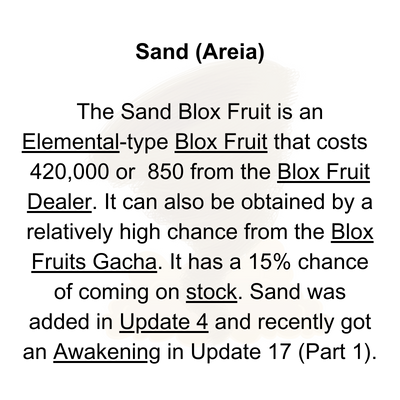 Sand (Areia)
The Sand Blox Fruit is an
Elemental-type Blox Fruit that costs
420,000 or  850 from the Blox Fruit
Dealer. It can also be obtained by a
relatively high chance from the Blox
Fruits Gacha. It has a 15% chance
of coming on stock. Sand was
added in Update 4 and recently got
an Awakening in Update 17 (Part 1).